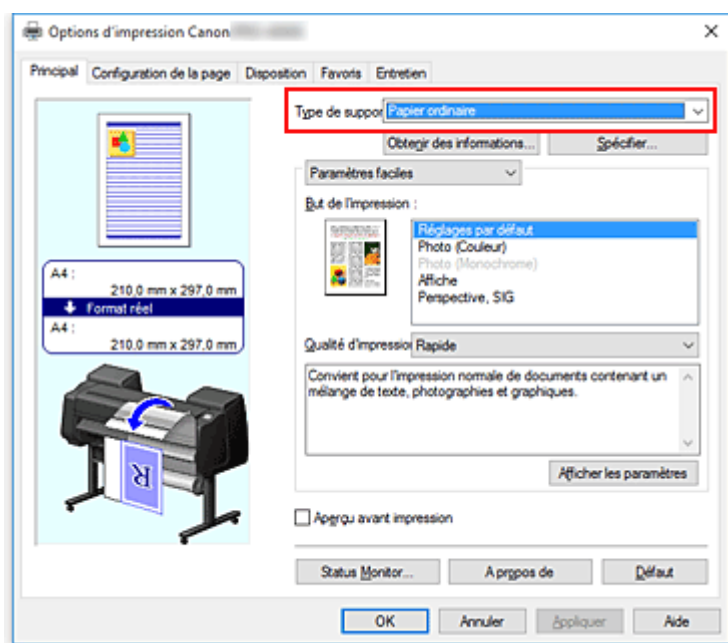 Options d'impression Canon
Principal Configuration de la page Disposition Favoris Entretien
Type de suppor Papier ordinaire
Obtenir des informations... Spécifier...
Paramètres faciles
But de l'impression :
Réglages par défaut
Photo (Couleur)
Photo (Monochrome)
Affiche
Perspective, SIG
A4 :
210,0 mm x 297,0 mm
Format réel
A4 :
210.0 mm x 297.0 mm
Qualité d'impressio Rapide
Convient pour l'impression normale de documents contenant un
mélange de texte, photographies et graphiques.
R
Afficher les paramètres
Aperçu avant impression
Status Monitor... A propos de Défaut
OK Annuler Appliquer Aide